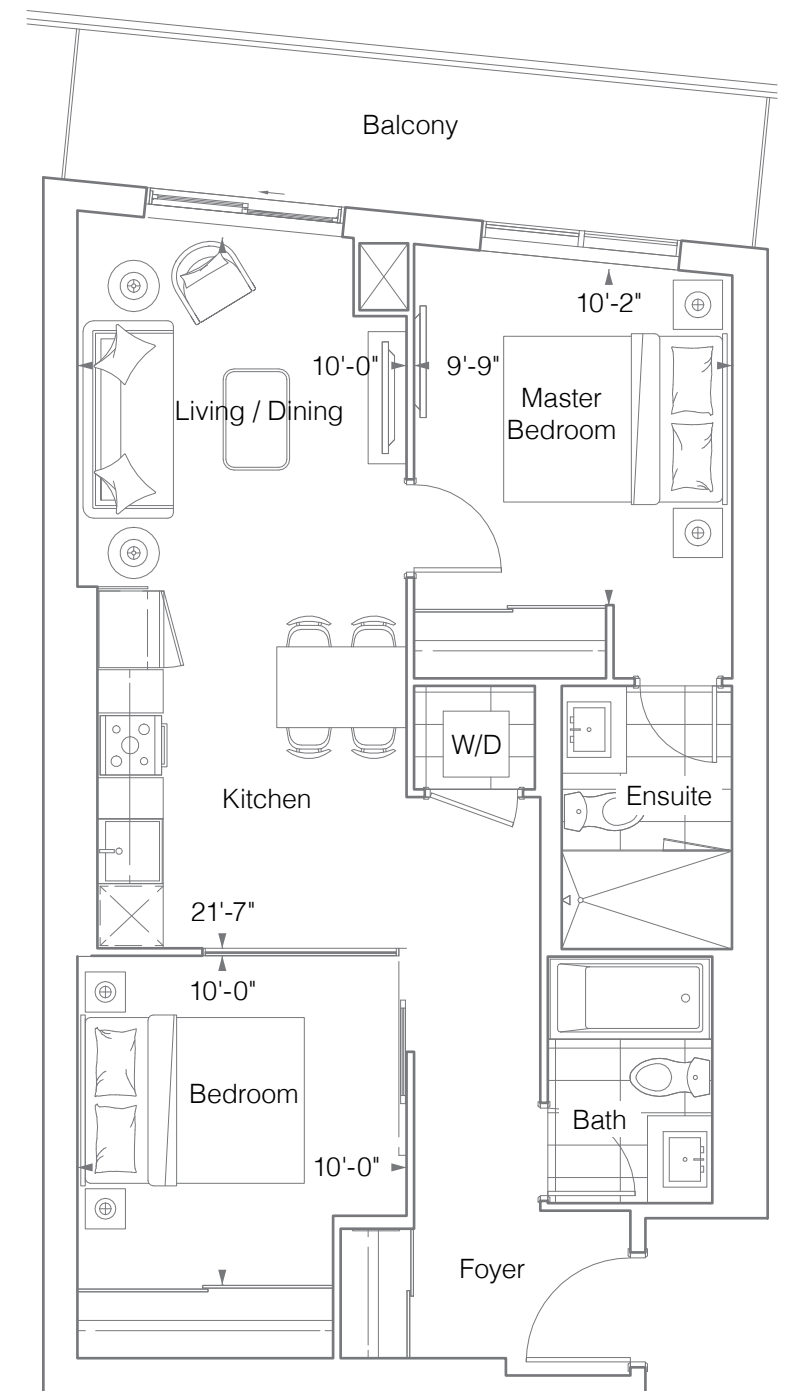 Balcony
10'-2"
10'-0"
9'-9"
Living / Dining
Master
Bedroom
W/D
Kitchen
Ensuite
21'-7"
10'-0"
Bedroom
Bath
10'-0"
Foyer